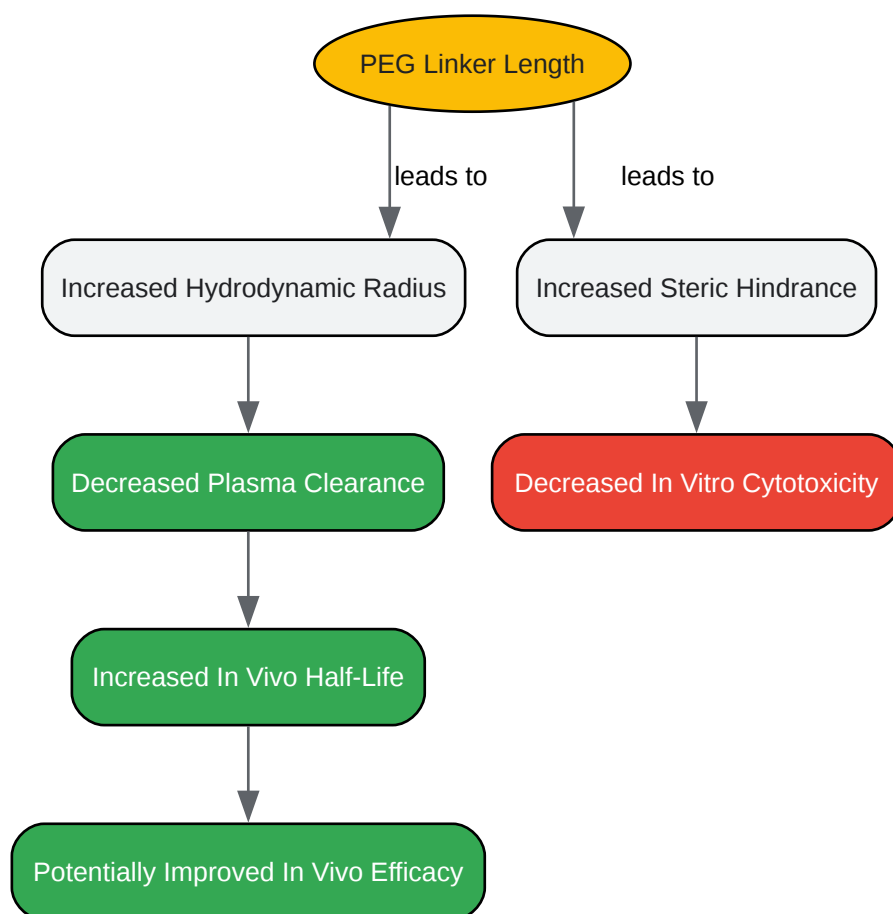 PEG Linker Length
leads to
leads to
Increased Hydrodynamic Radius
Increased Steric Hindrance
Decreased Plasma Clearance
Decreased In Vitro Cytotoxicity
Increased In Vivo Half-Life
Potentially Improved In Vivo Efficacy